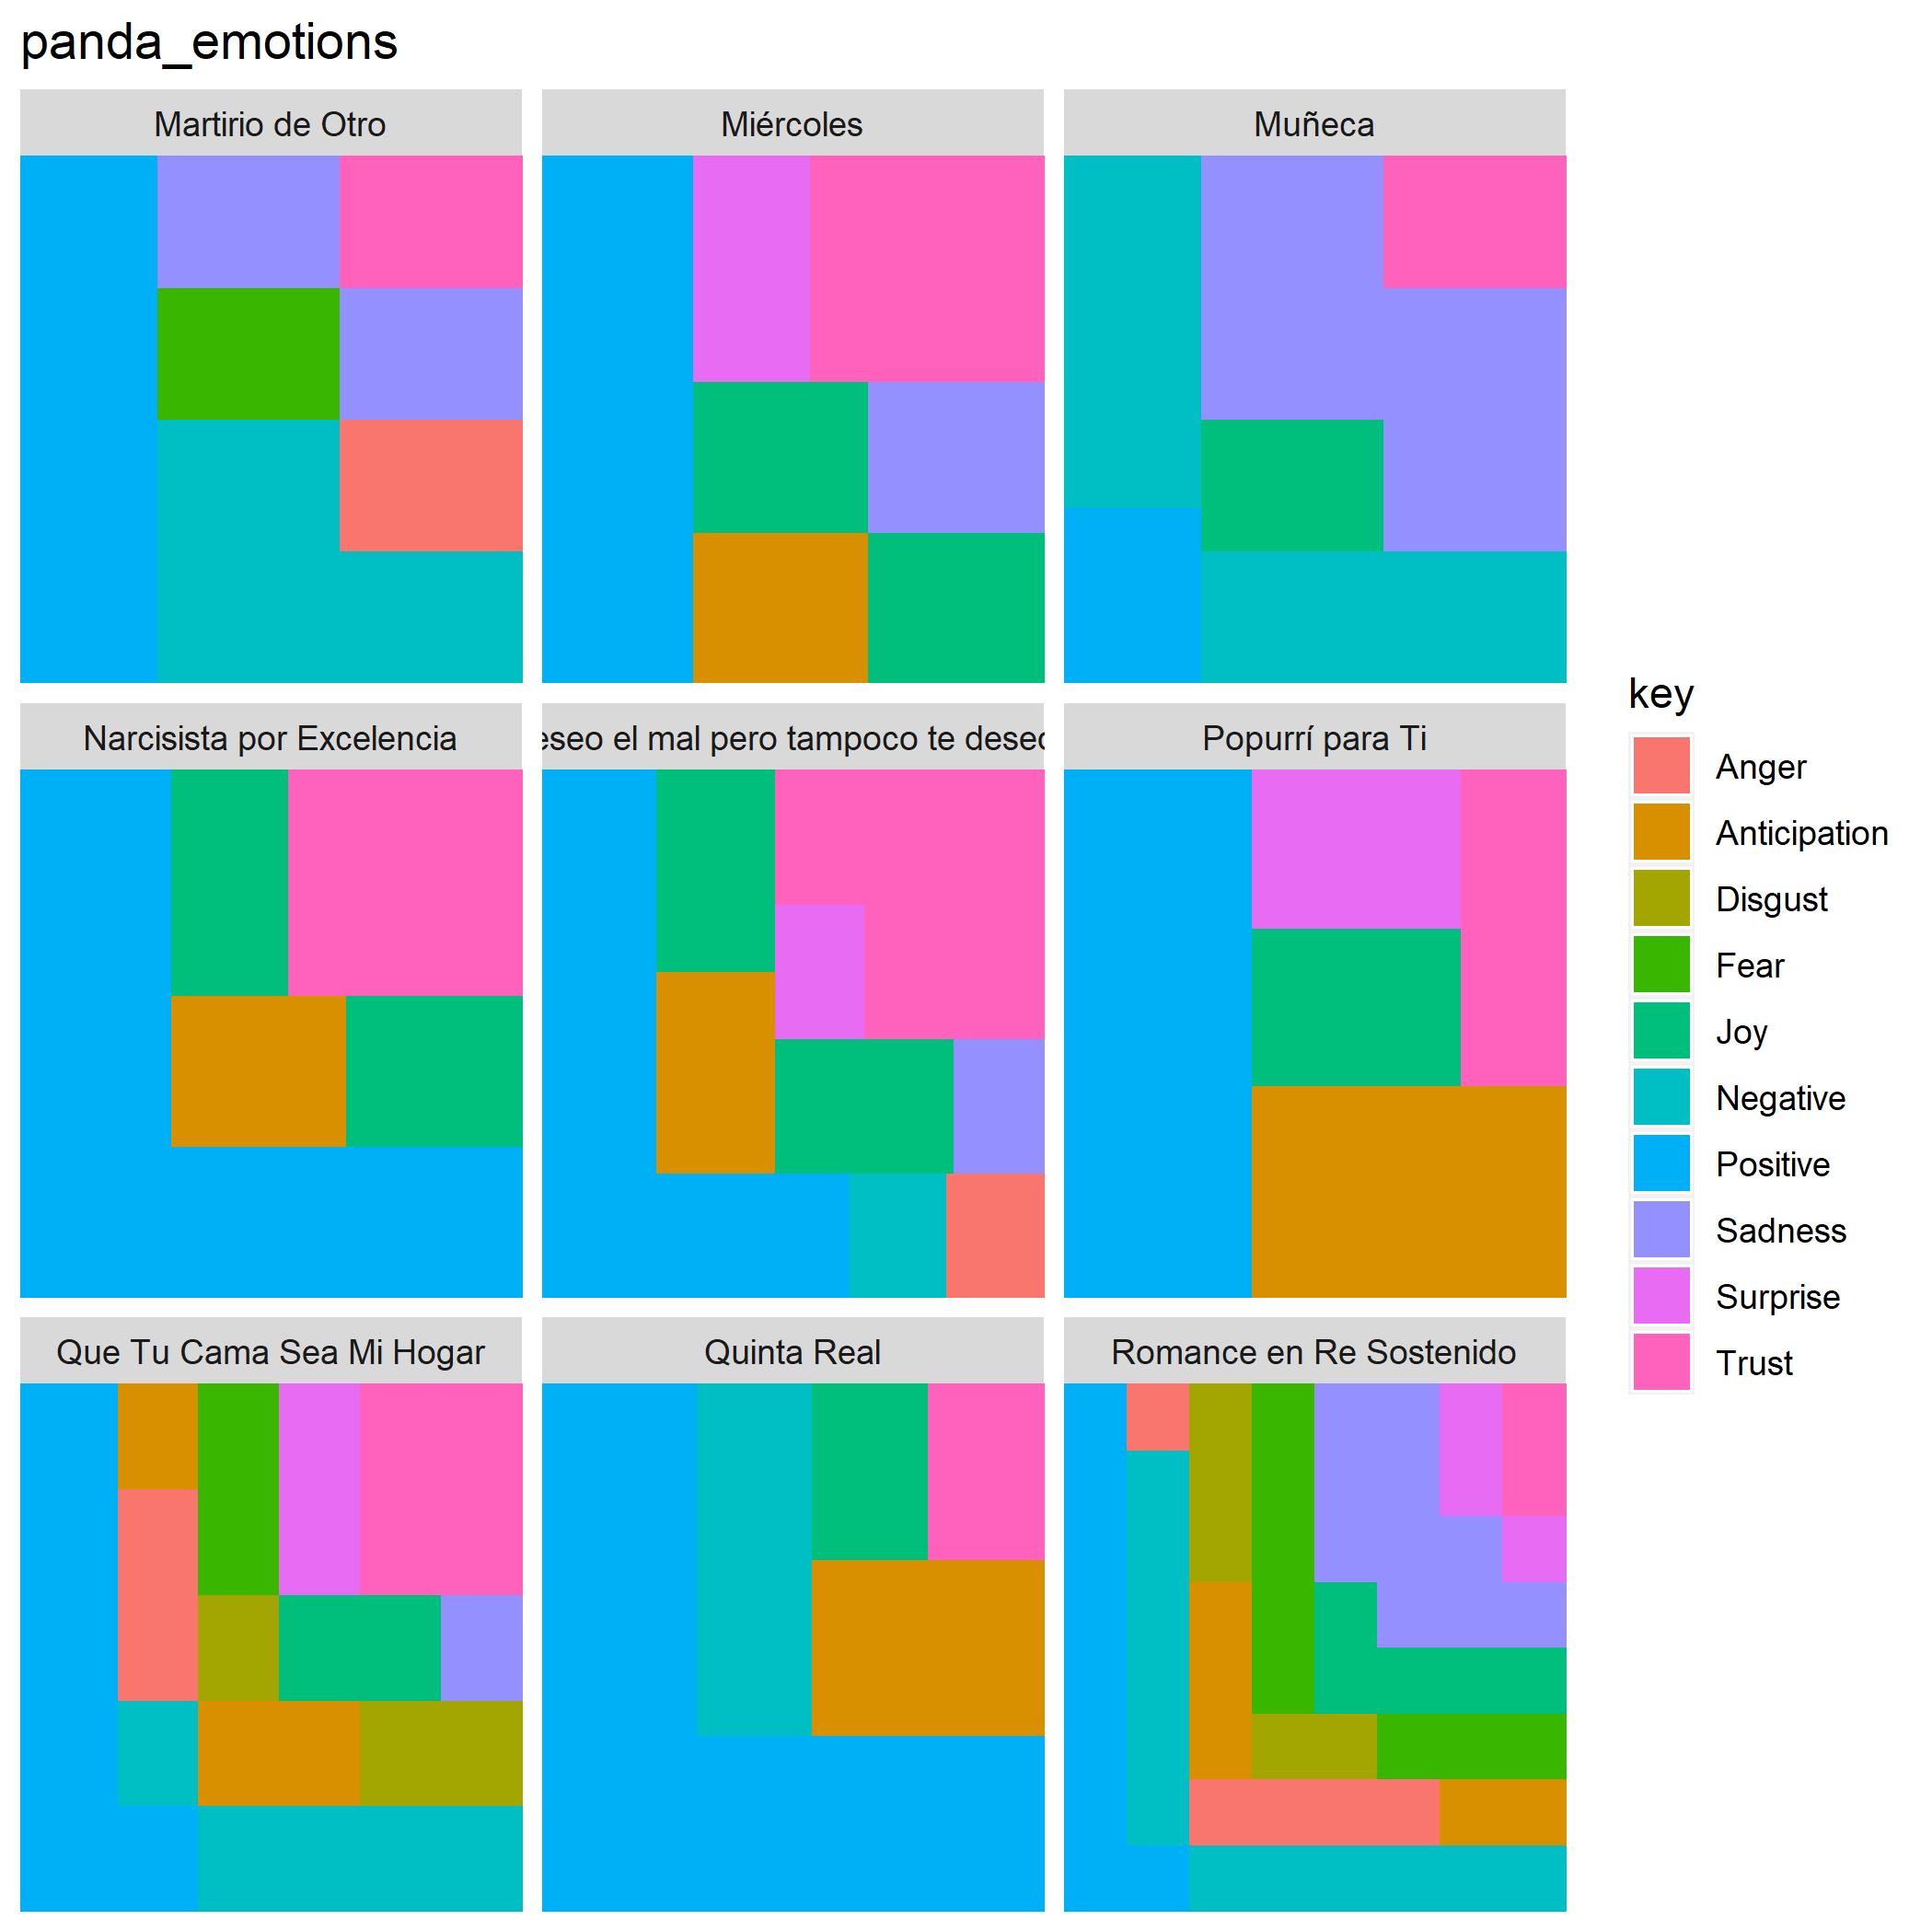 panda_emotions
Martirio de Otro
Miércoles
Muñeca
Narcisista por Excelencia
el mal pero tampoco te
Popurrí para Ti
Que Tu Cama Sea Mi Hogar
Quinta Real
Romance en Re Sostenido
key
Anger
Anticipation
Disgust
Fear
Joy
Negative
Positive
Sadness
Surprise
Trust